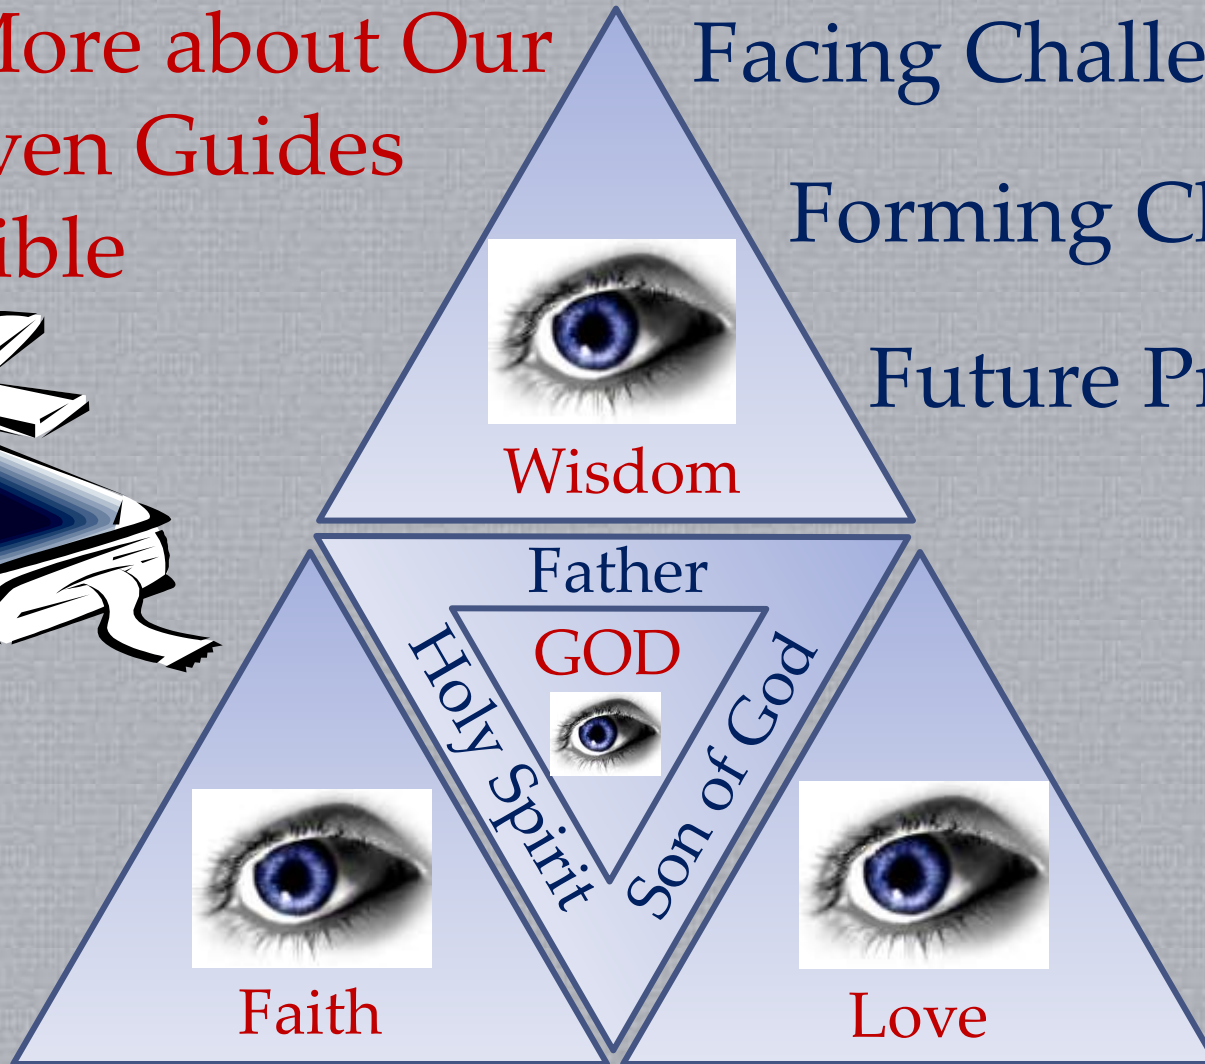 More about Our
ven Guides
ible
Facing Challe
Forming Cl
Future Pr
Wisdom
Father
GOD
Holy Spirit
Son of God
Faith
Love